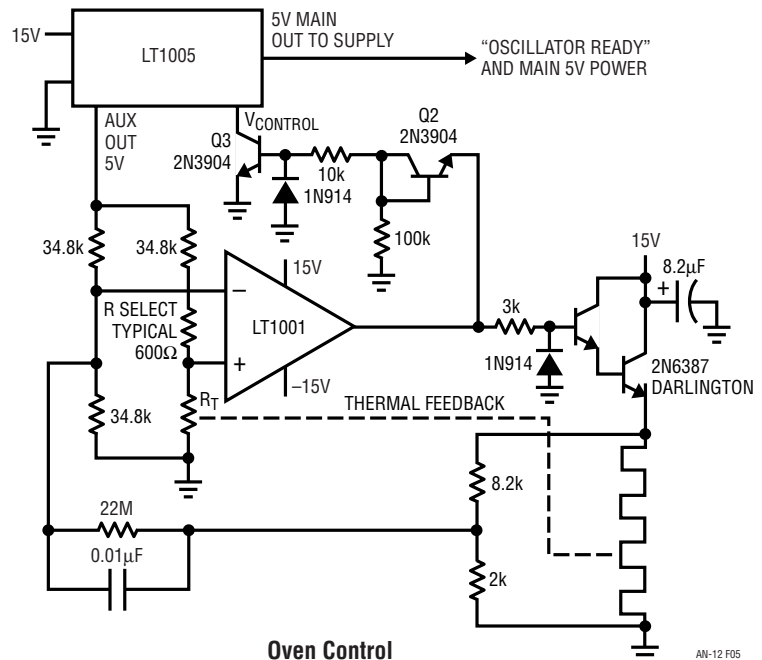 15V
LT1005
5V MAIN
OUT TO SUPPLY
“OSCILLATOR READY”
AND MAIN 5V POWER
AUX
OUT
5V
VCONTROL
Q3
2N3904
10k
1N914
Q2
2N3904
100k
34.8k
34.8k
R SELECT
TYPICAL
600Ω
–
+
LT1001
15V
–15V
3k
1N914
15V
+
8.2µF
2N6387
DARLINGTON
34.8k
RT
THERMAL FEEDBACK
8.2k
2k
22M
0.01µF
Oven Control
AN-12 F05